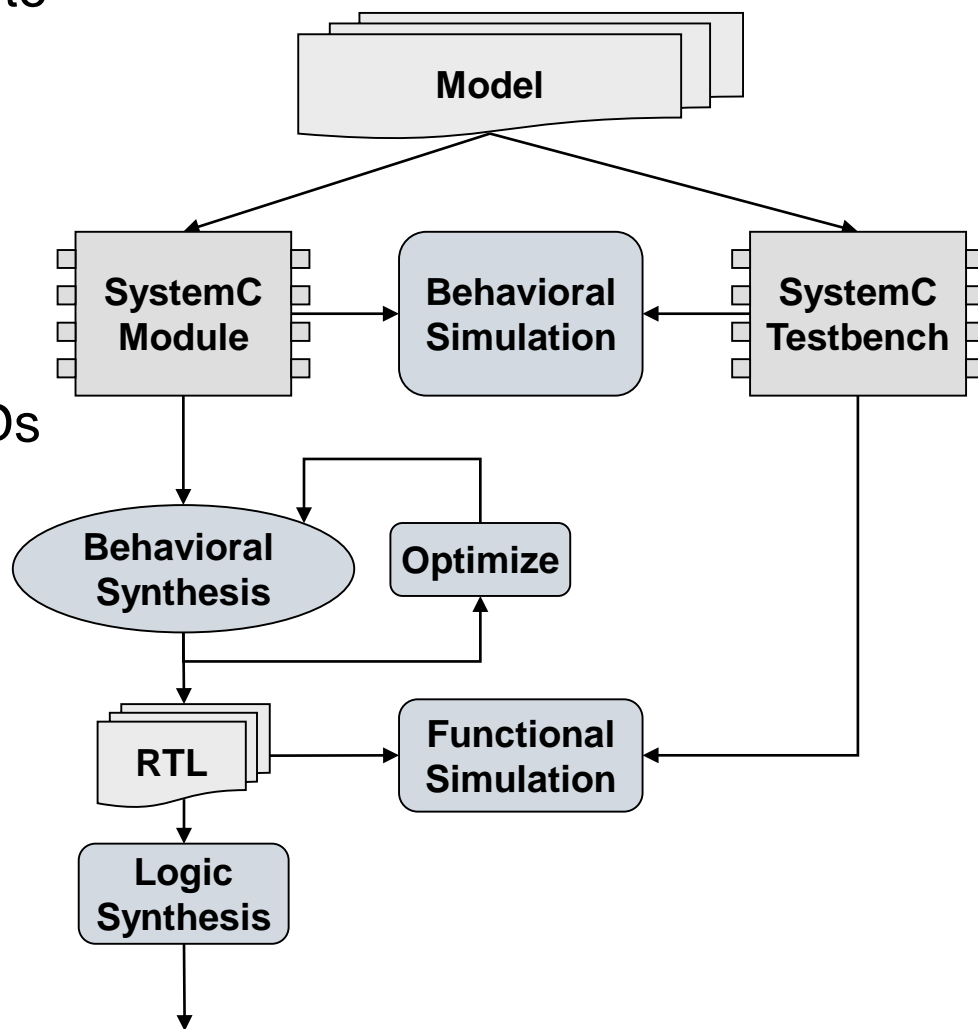 Model
SystemC
Module
Behavioral
Simulation
SystemC
Testbench
Behavioral
Synthesis
Optimize
RTL
Functional
Simulation
Logic
Synthesis